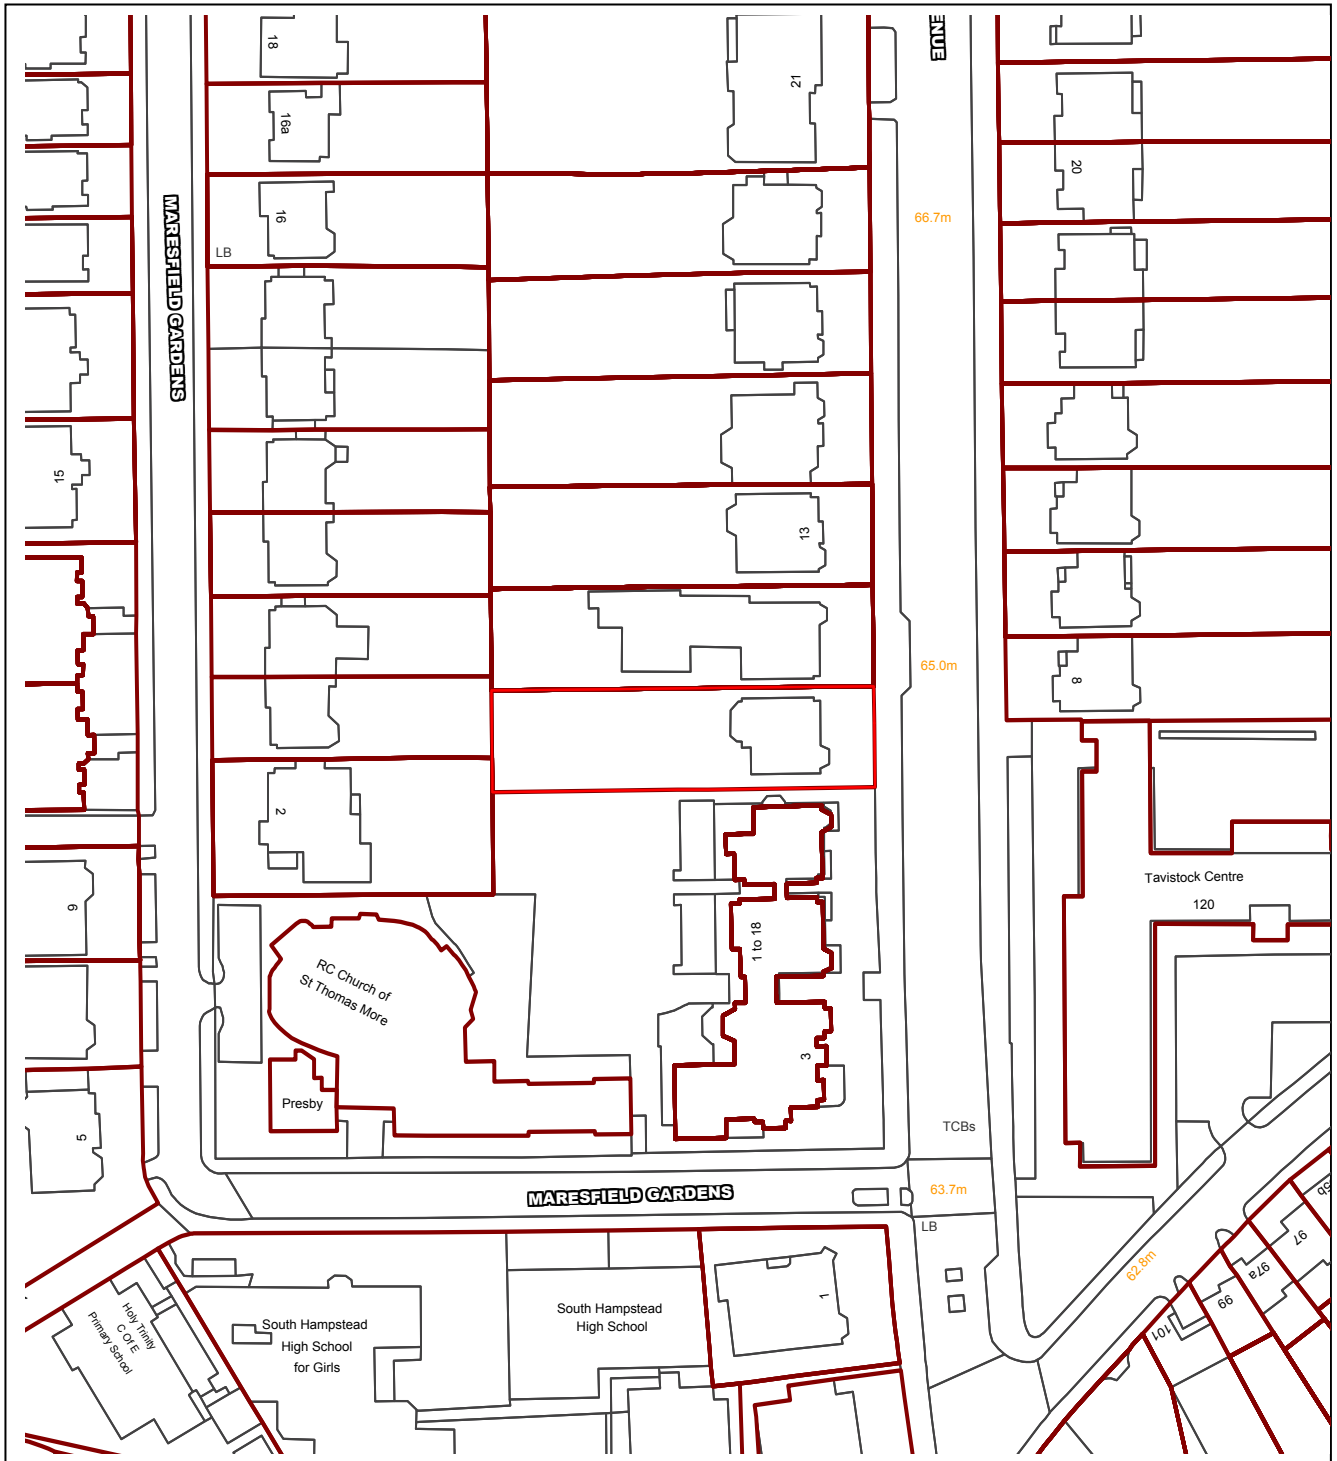 18
ENUE
21
16a
20
MARESFIELD GARDENS
16
66.7m
LB
15
13
65.0m
8
2
Tavistock Centre
120
9
1 to 18
RC Church of
St Thomas More
3
Presby
5
TCBs
MARESFIELD GARDENS
63.7m
LB
5b
97
62.8m
97a
99
101
1
Holy Trinity
C Of E
Primary School
South Hampstead
High School
for Girls
South Hampstead
High School